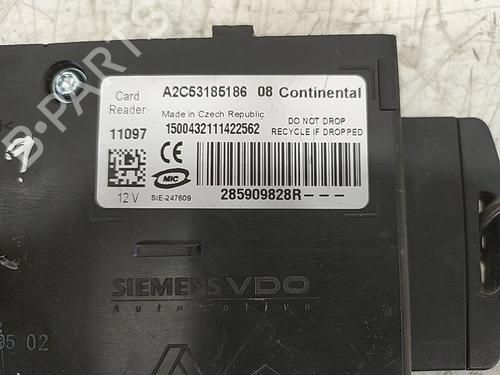 B-PARTS
Card Reader
A2C53185186 08 Continental
Made in Czech Republic
11097
1500432111422562
DO NOT DROP
RECYCLE IF DROPPED
CE
MIC
12 V
SIE-247609
285909828R---
SIEMENS VDO
Automotive
02